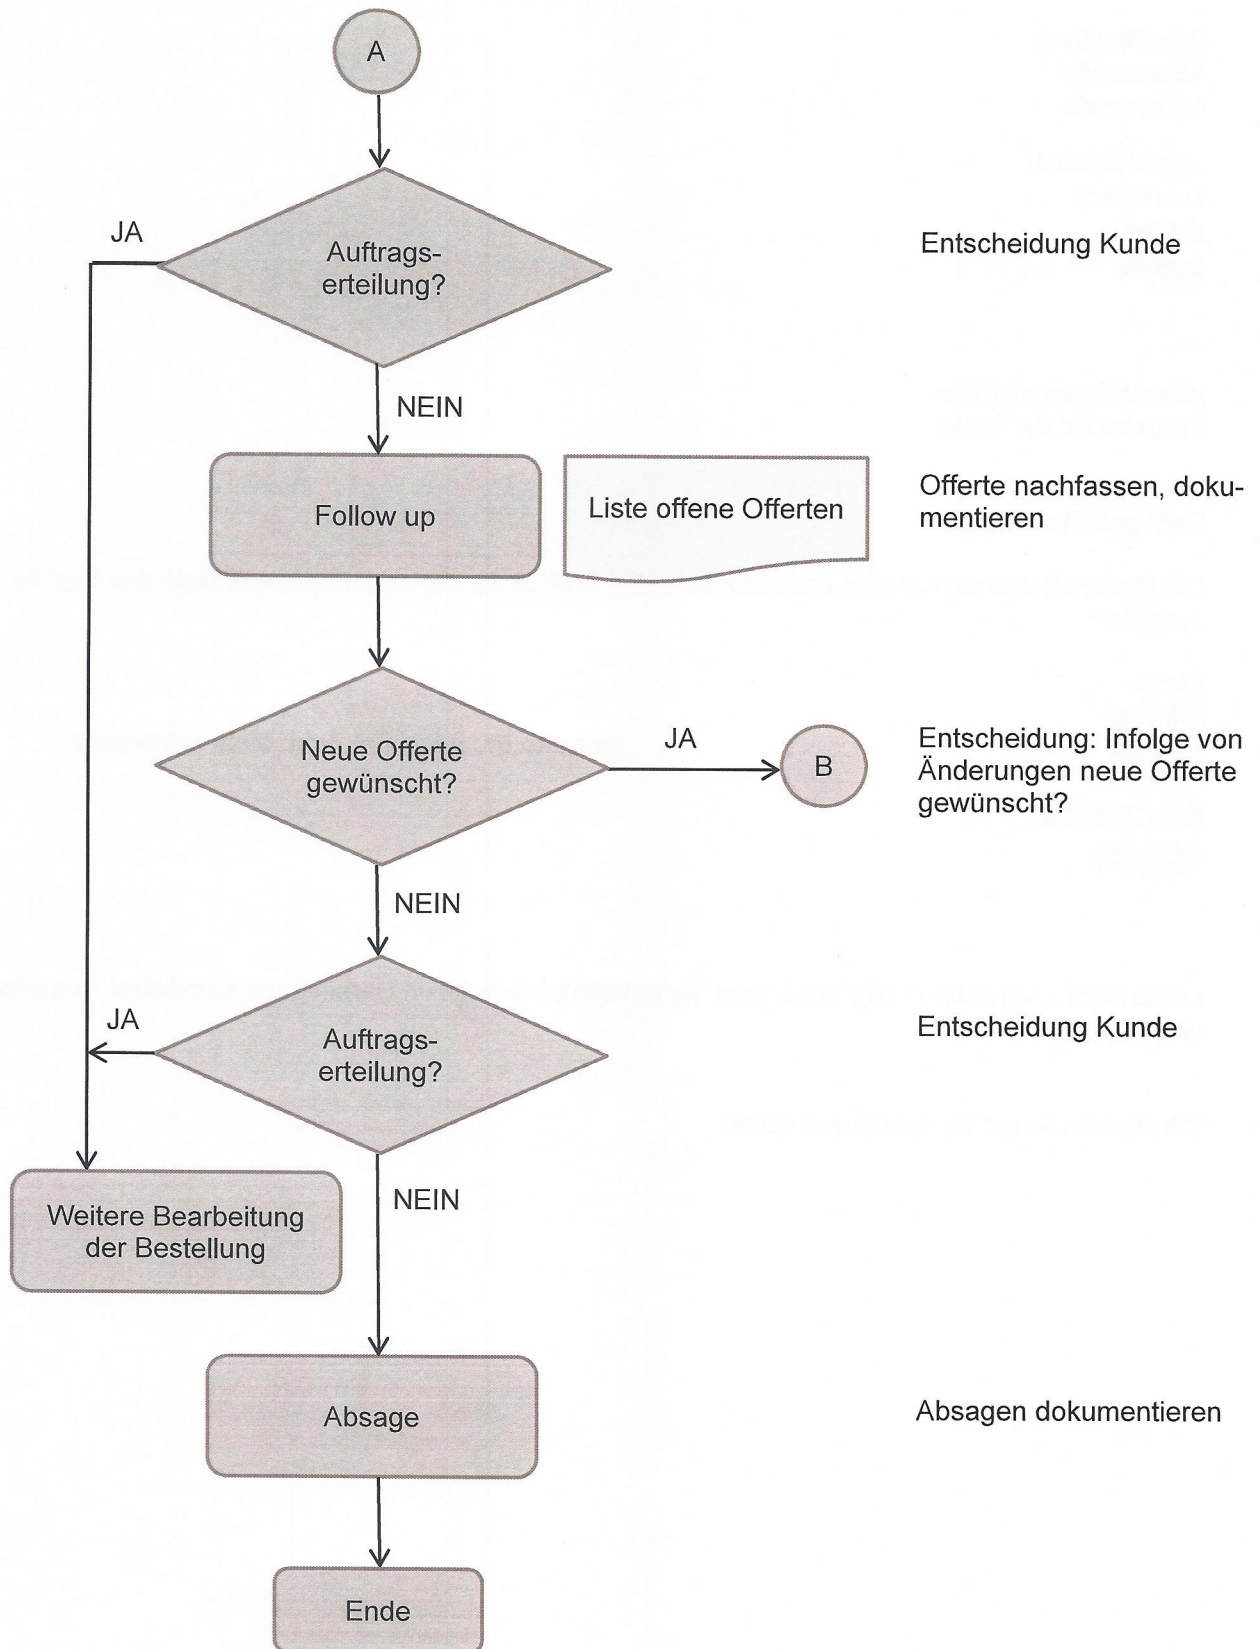 A
JA
Auftrags-
erteilung?
Entscheidung Kunde
NEIN
Follow up
Liste offene Offerten
Offerte nachfassen, doku-
mentieren
Neue Offerte
gewünscht?
JA
B
Entscheidung: Infolge von
Änderungen neue Offerte
gewünscht?
NEIN
JA
Auftrags-
erteilung?
Entscheidung Kunde
NEIN
Weitere Bearbeitung
der Bestellung
Absage
Absagen dokumentieren
Ende